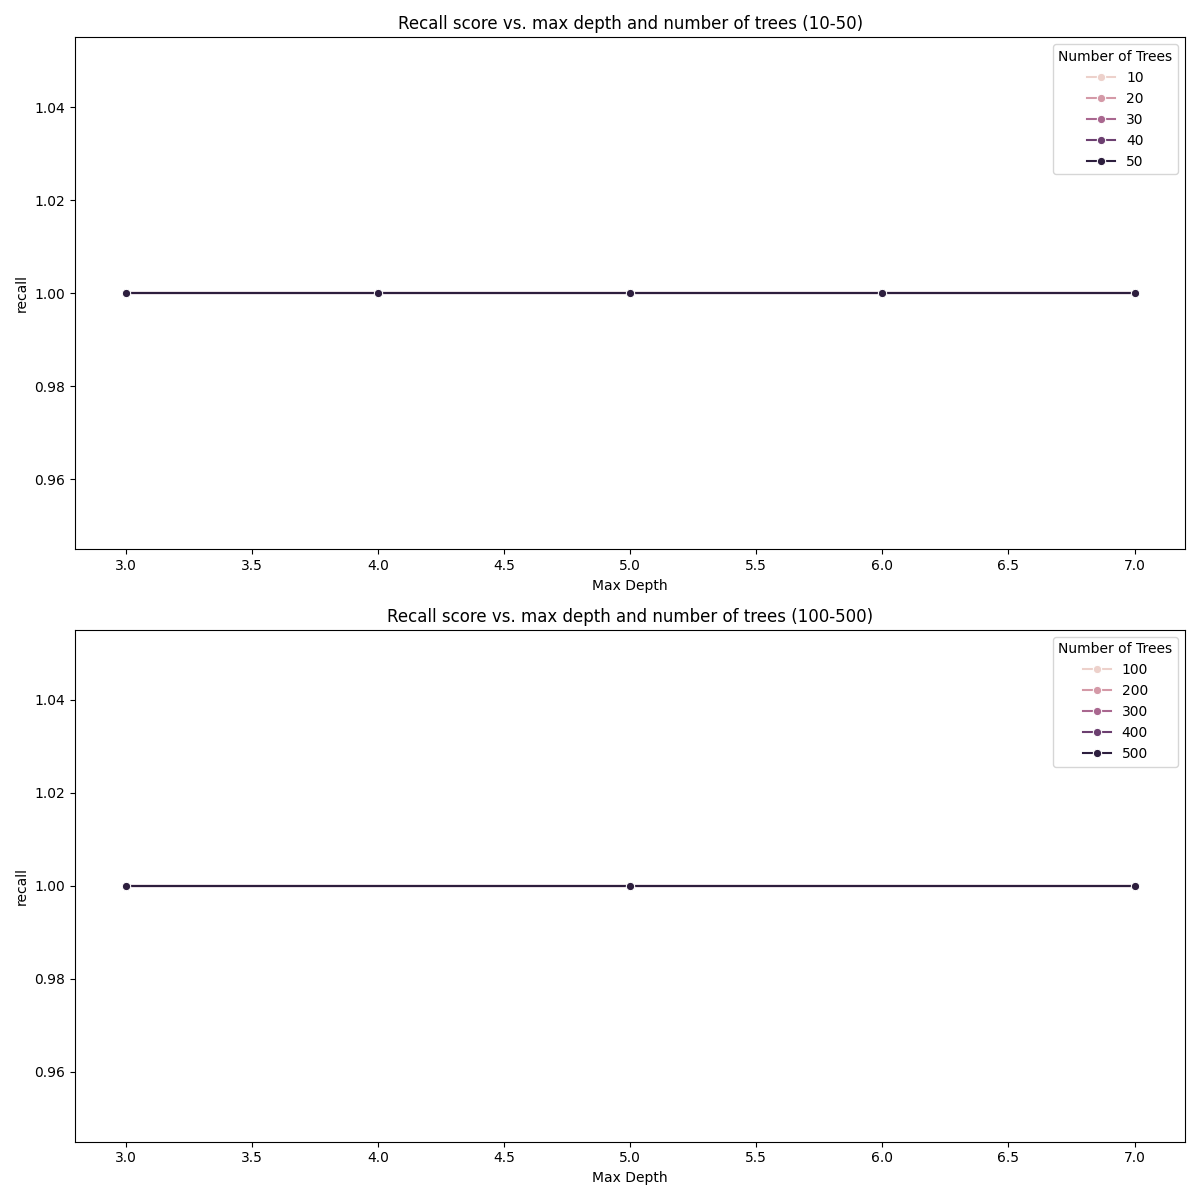 Recall score vs. max depth and number of trees (10-50)
Number of Trees
10
20
30
40
50
1.04
1.02
1.00
0.98
0.96
recall
3.0 3.5 4.0 4.5 5.0 5.5 6.0 6.5 7.0
Max Depth
Recall score vs. max depth and number of trees (100-500)
Number of Trees
100
200
300
400
500
1.04
1.02
1.00
0.98
0.96
recall
3.0 3.5 4.0 4.5 5.0 5.5 6.0 6.5 7.0
Max Depth